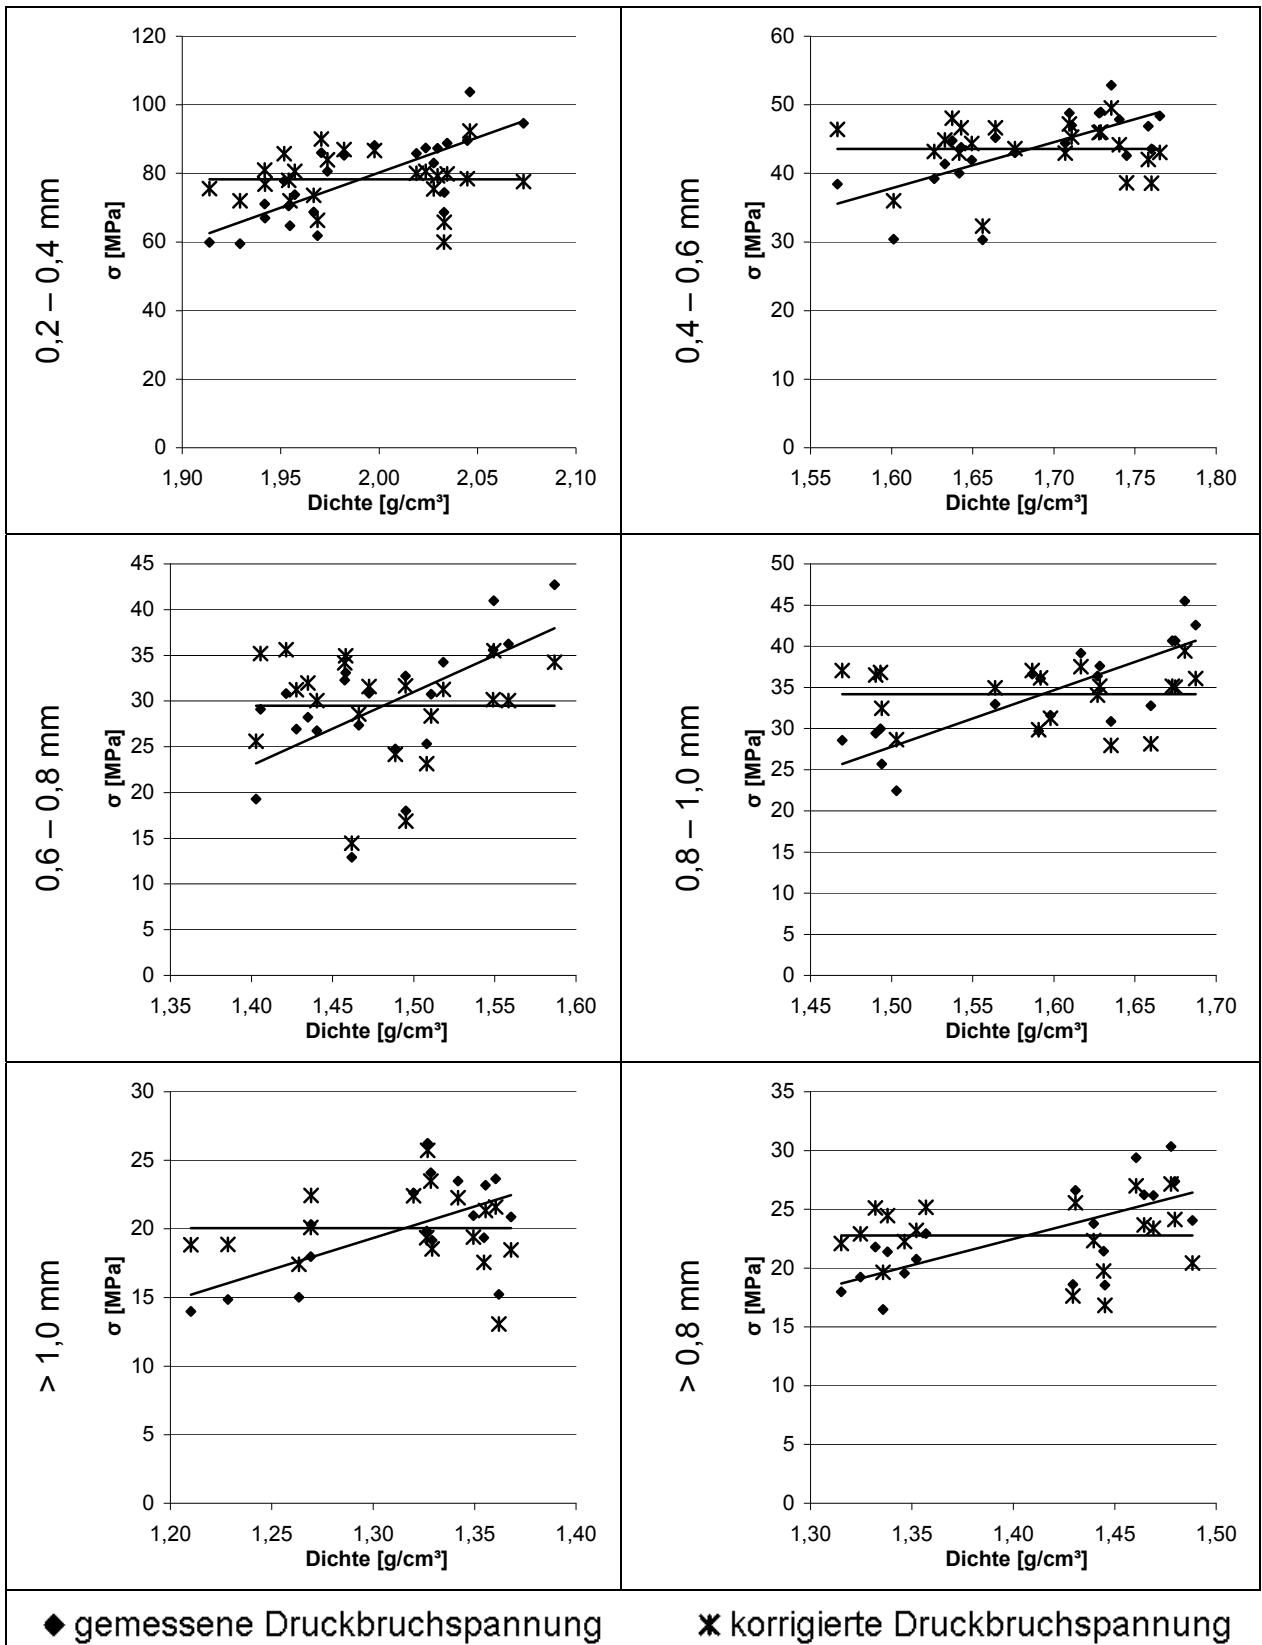 0,2 – 0,4 mm
σ [MPa]
120
100
80
60
40
20
0
1,90 1,95 2,00 2,05 2,10
Dichte [g/cm³]
0,4 – 0,6 mm
σ [MPa]
60
50
40
30
20
10
0
1,55 1,60 1,65 1,70 1,75 1,80
Dichte [g/cm³]
0,6 – 0,8 mm
σ [MPa]
45
40
35
30
25
20
15
10
5
0
1,35 1,40 1,45 1,50 1,55 1,60
Dichte [g/cm³]
0,8 – 1,0 mm
σ [MPa]
50
45
40
35
30
25
20
15
10
5
0
1,45 1,50 1,55 1,60 1,65 1,70
Dichte [g/cm³]
> 1,0 mm
σ [MPa]
30
25
20
15
10
5
0
1,20 1,25 1,30 1,35 1,40
Dichte [g/cm³]
> 0,8 mm
σ [MPa]
35
30
25
20
15
10
5
0
1,30 1,35 1,40 1,45 1,50
Dichte [g/cm³]
gemessene Druckbruchspannung
korrigierte Druckbruchspannung